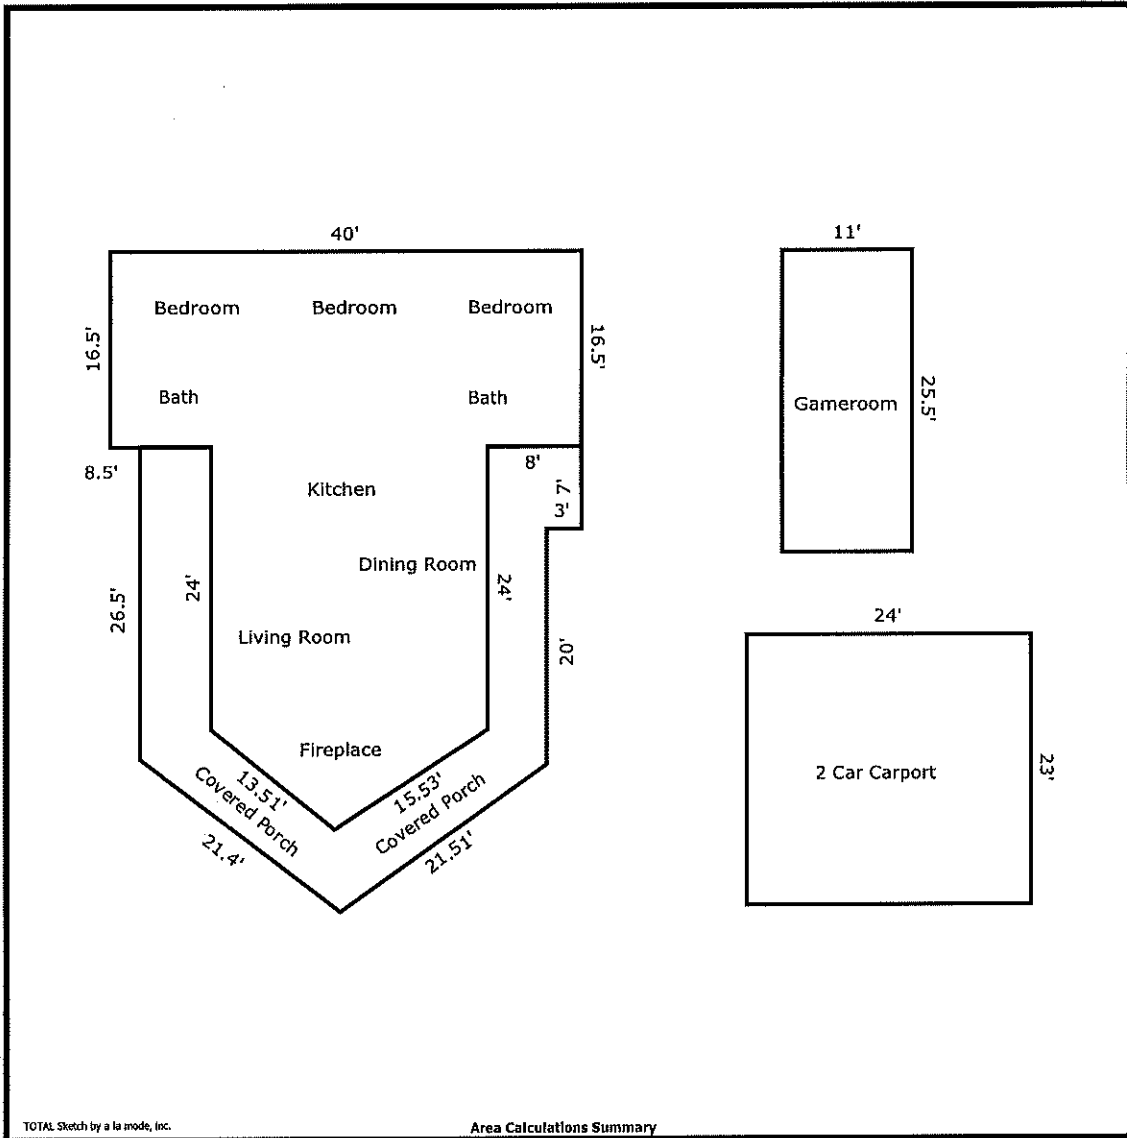 40'
11'
Bedroom Bedroom Bedroom
16.5'
16.5'
Bath Bath
25.5'
Gameroom
8.5'
8'
Kitchen
7'
3'
Dining Room
24'
24'
26.5'
24'
Living Room
20'
Fireplace
2 Car Carport
23'
13.51'
15.53'
Covered Porch
Covered Porch
21.4'
21.51'
TOTAL Sketch by a la mode, inc.
Area Calculations Summary